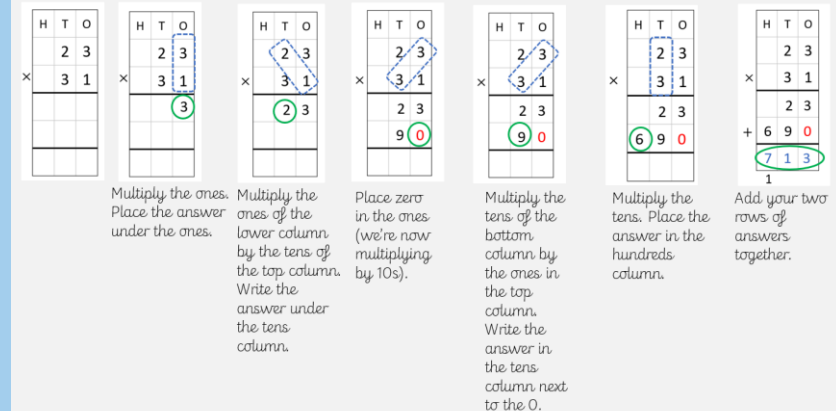 H T O
2 3
× 3 1
H T O
2 3
× 3 1
3
Multiply the ones.
Place the answer
under the ones.
H T O
2 3
× 3 1
2 3
Multiply the
ones of the
lower column
by the tens of
the top column.
Write the
answer under
the tens
column.
H T O
2 3
× 3 1
2 3
9 0
Place zero
in the ones
(we're now
multiplying
by 10s).
H T O
2 3
× 3 1
2 3
9 0
Multiply the
tens of the
bottom
column by
the ones in
the top
column.
Write the
answer in
the tens
column next
to the 0.
H T O
2 3
× 3 1
2 3
6 9 0
Multiply the
tens. Place the
answer in the
hundreds
column.
H T O
2 3
× 3 1
2 3
+ 6 9 0
7 1 3
1
Add your two
rows of
answers
together.